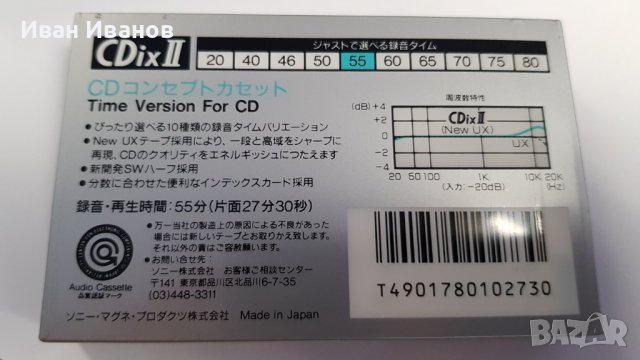 Иван Иванов
CDixⅡ
ジャストで選べる録音タイム
20 40 46 50 55 60 65 70 75 80
CDコンセプトカセット
Time Version For CD
●ぴったり選べる10種類の録音タイムバリエーション
●New UXテープ採用により、一段と高域をシャープに
再現、CDのクオリティをエネルギッシュにつたえます
●新開発SWハーフ採用
●分数に合わせた便利なインデックスカード採用
録音・再生時間：55分（片面27分30秒）
周波数特性
(dB) +4
+2
0
-2
-4
CDixⅡ
(New UX)
UX
20 50 100 1K 10K 20K
(入力：-20dB) (Hz)
●万一当社の製造上の原因による不良があった
場合には新しいテープとお取りかえ致します。
それ以外の責はご容赦願います。
●お問い合せ先：
ソニー株式会社 お客様ご相談センター
〒141 東京都品川区北品川6-7-35
(03)448-3311
Audio Cassette
品質認証マーク
ソニー・マグネ・プロダクツ株式会社 Made in Japan
T4901780102730
BAZAR